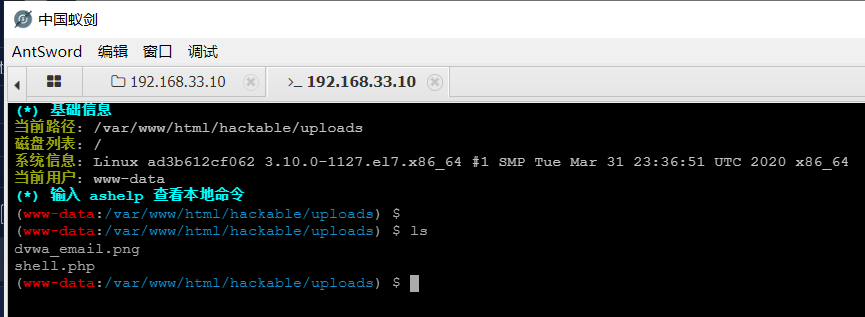 中国蚁剑
AntSword 编辑 窗口 调试
192.168.33.10 >_ 192.168.33.10
(*) 基础信息
当前路径: /var/www/html/hackable/uploads
磁盘列表: /
系统信息: Linux ad3b612cf062 3.10.0-1127.el7.x86_64 #1 SMP Tue Mar 31 23:36:51 UTC 2020 x86_64
当前用户: www-data
(*) 输入 ashelp 查看本地命令
(www-data:/var/www/html/hackable/uploads) $
(www-data:/var/www/html/hackable/uploads) $ ls
dvwa_email.png
shell.php
(www-data:/var/www/html/hackable/uploads) $